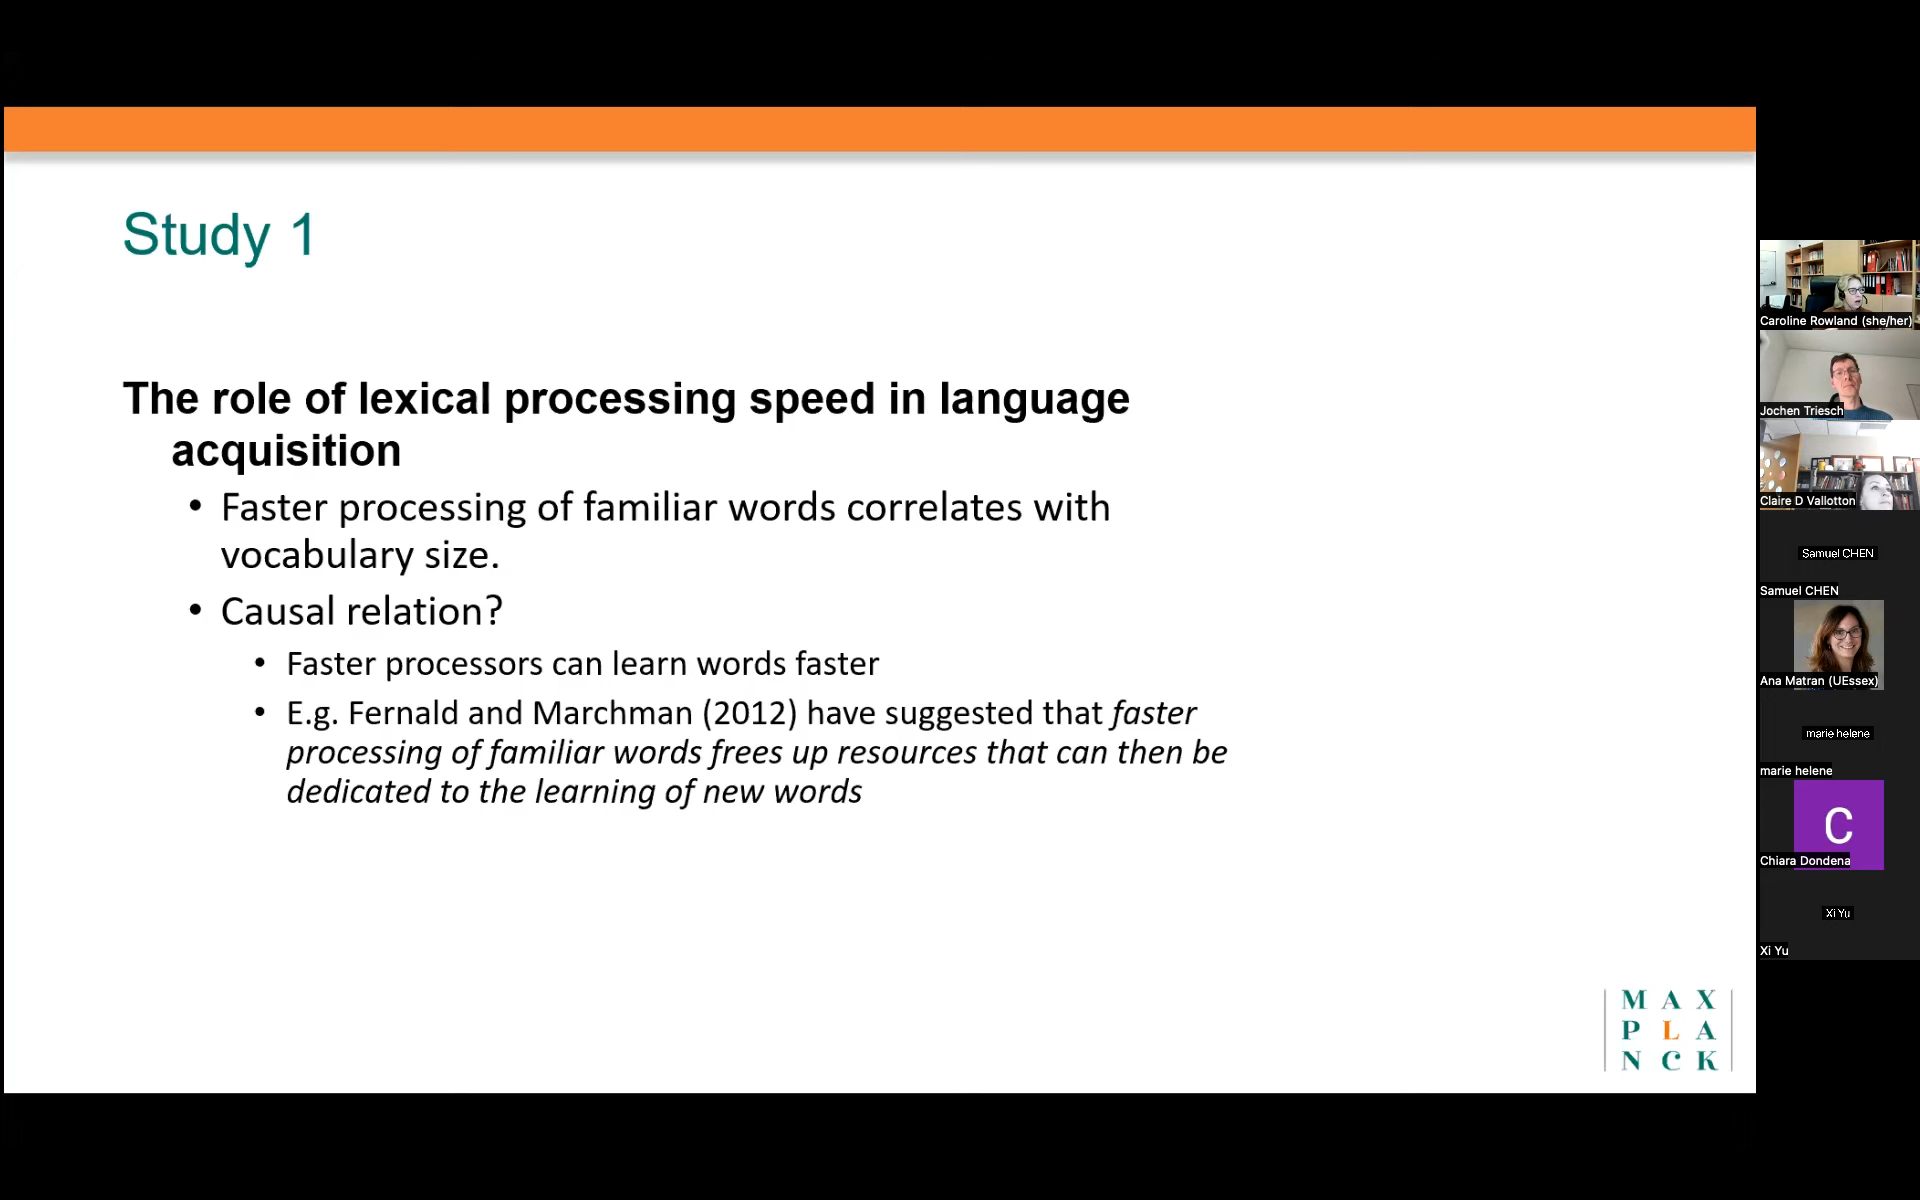 Study 1
The role of lexical processing speed in language
acquisition
• Faster processing of familiar words correlates with
vocabulary size.
• Causal relation?
• Faster processors can learn words faster
• E.g. Fernald and Marchman (2012) have suggested that faster
processing of familiar words frees up resources that can then be
dedicated to the learning of new words
MAX
PLA
NCK
Caroline Rowland (she/her)
Jochen Triesch
Claire D Vallotton
Samuel CHEN
Samuel CHEN
Ana Matran (UEssex)
marie helene
marie helene
C
Chiara Dondena
Xi Yu
Xi Yu